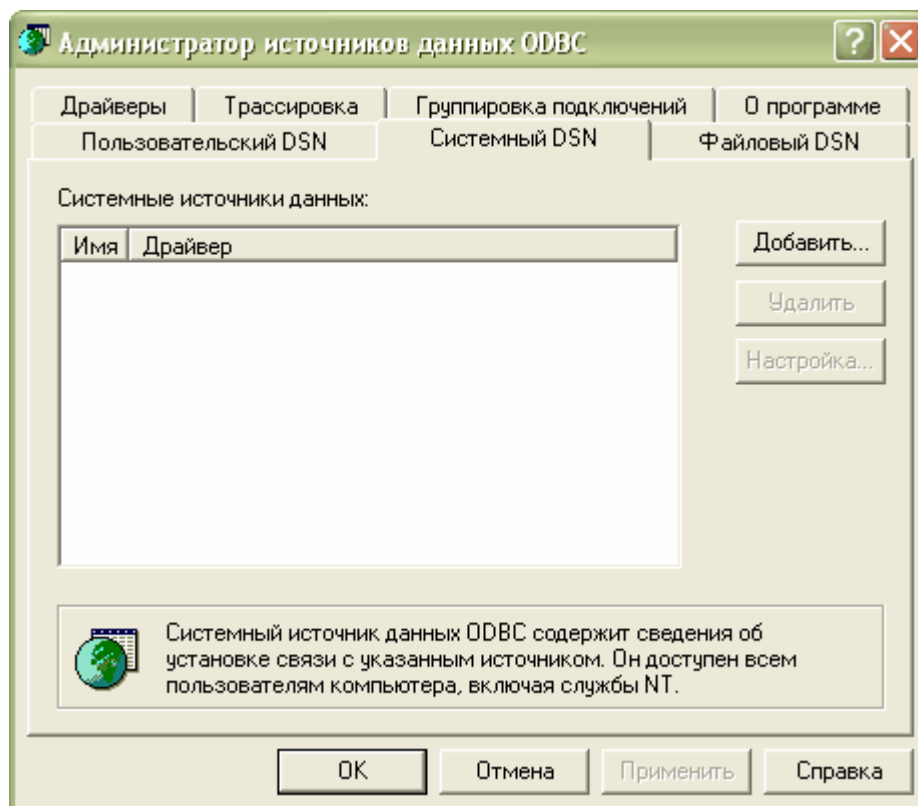 Администратор источников данных ODBC
Драйверы
Трассировка
Группировка подключений
О программе
Пользовательский DSN
Системный DSN
Файловый DSN
Системные источники данных:
Имя
Драйвер
Добавить...
Удалить
Настройка...
Системный источник данных ODBC содержит сведения об
установке связи с указанным источником. Он доступен всем
пользователям компьютера, включая службы NT.
OK
Отмена
Применить
Справка